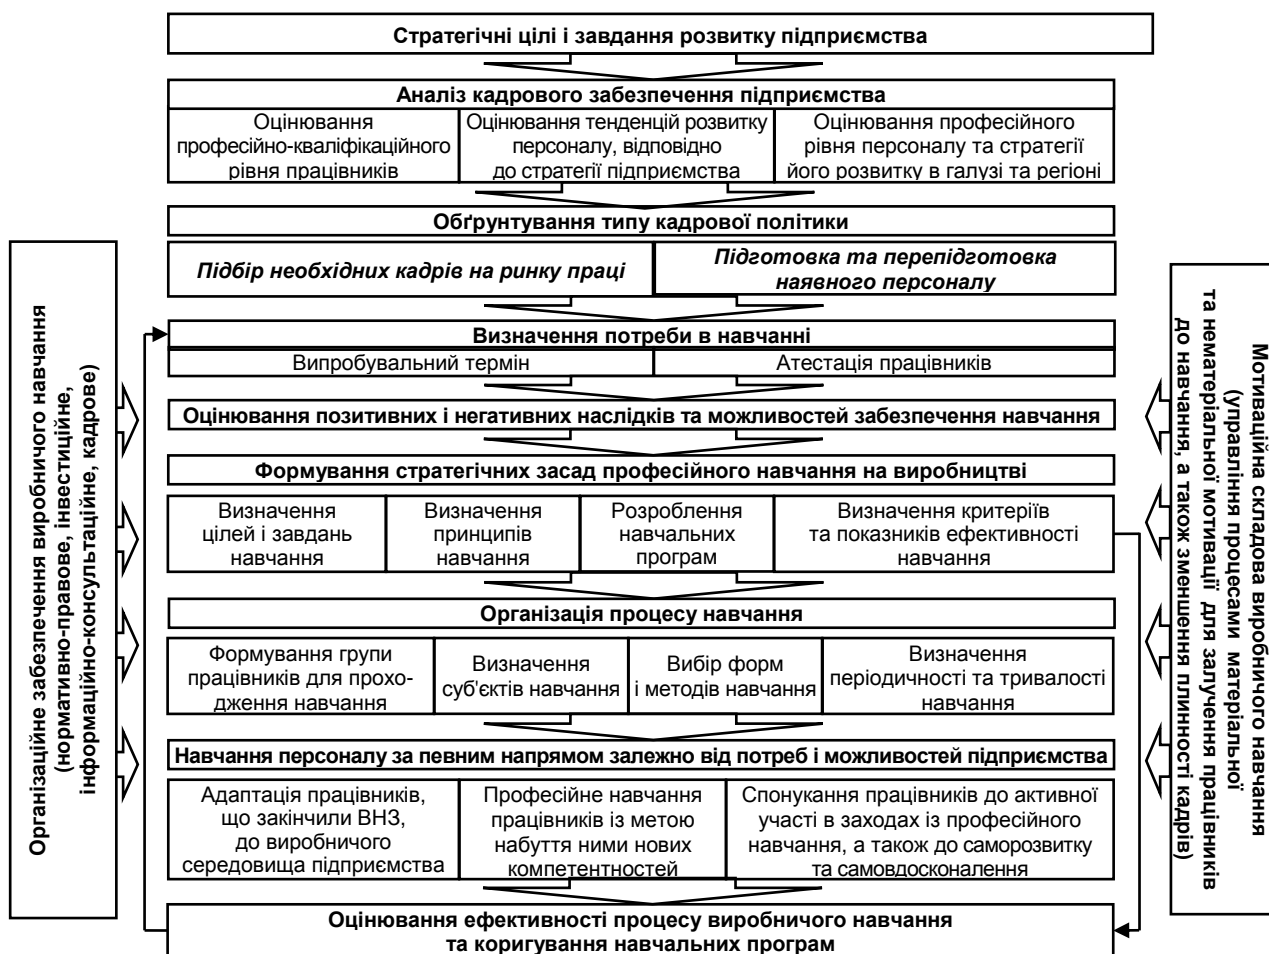 Стратегічні цілі і завдання розвитку підприємства
Аналіз кадрового забезпечення підприємства
Оцінювання
професійно-кваліфікаційного
рівня працівників
Оцінювання тенденцій розвитку
персоналу, відповідно
до стратегії підприємства
Оцінювання професійного
рівня персоналу та стратегії
його розвитку в галузі та регіоні
Обґрунтування типу кадрової політики
Підбір необхідних кадрів на ринку праці
Підготовка та перепідготовка
наявного персоналу
Визначення потреби в навчанні
Випробувальний термін
Атестація працівників
Оцінювання позитивних і негативних наслідків та можливостей забезпечення навчання
Формування стратегічних засад професійного навчання на виробництві
Визначення
цілей і завдань
навчання
Визначення
принципів
навчання
Розроблення
навчальних
програм
Визначення критеріїв
та показників ефективності
навчання
Організація процесу навчання
Формування групи
працівників для прохо-
дження навчання
Визначення
суб'єктів навчання
Вибір форм
і методів навчання
Визначення
періодичності та тривалості
навчання
Навчання персоналу за певним напрямом залежно від потреб і можливостей підприємства
Адаптація працівників,
що закінчили ВНЗ,
до виробничого
середовища підприємства
Професійне навчання
працівників із метою
набуття ними нових
компетентностей
Спонукання працівників до активної
участі в заходах із професійного
навчання, а також до саморозвитку
та самовдосконалення
Оцінювання ефективності процесу виробничого навчання
та коригування навчальних програм
Організаційне забезпечення виробничого навчання
(нормативно-правове, інвестиційне,
інформаційно-консультаційне, кадрове)
Мотиваційна складова виробничого навчання
(управління процесами матеріальної
та нематеріальної мотивації для залучення працівників
до навчання, а також зменшення плинності кадрів)